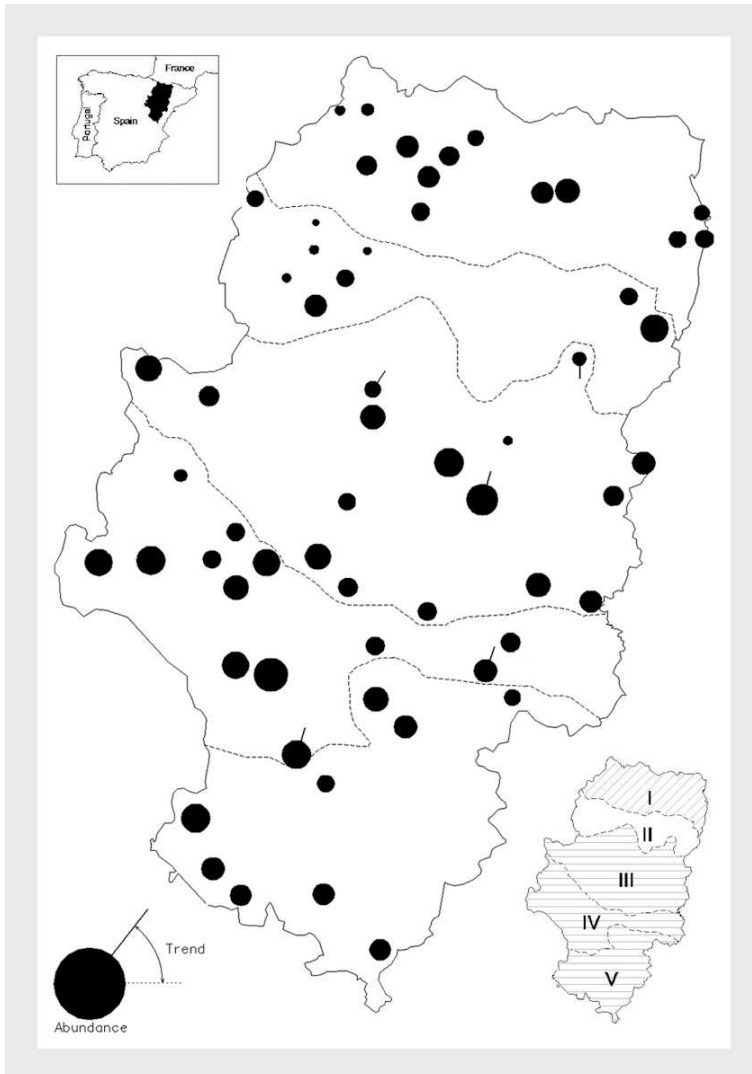 France
Portugal
Spain
I
II
III
IV
V
Trend
Abundance